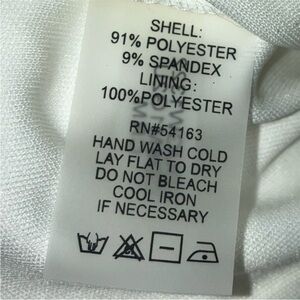 SHELL:
91% POLYESTER
9% SPANDEX
LINING:
100%POLYESTER
RN#54163
HAND WASH COLD
LAY FLAT TO DRY
DO NOT BLEACH
COOL IRON
IF NECESSARY